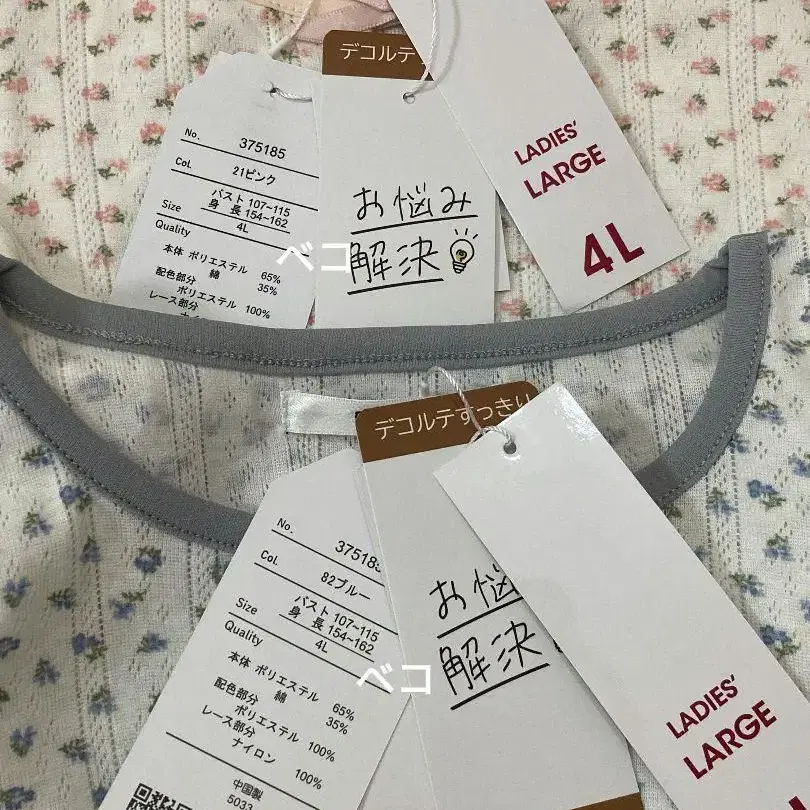 No. 375185
Col. 21ピンク
Size バスト 107~115
身 長 154~162
Quality 4L
本体 ポリエステル 65%
綿 35%
配色部分
ポリエステル 100%
レース部分
デコルテ
お悩み
解決
LADIES'
LARGE
4L
ベコ
No. 37518
Col. 82ブルー
Size バスト 107~115
身 長 154~162
Quality 4L
本体 ポリエステル 65%
綿 35%
配色部分
ポリエステル 100%
レース部分
ナイロン 100%
中国製
5033
デコルテすっきり
お悩
解決
LADIES'
LARGE
ベコ